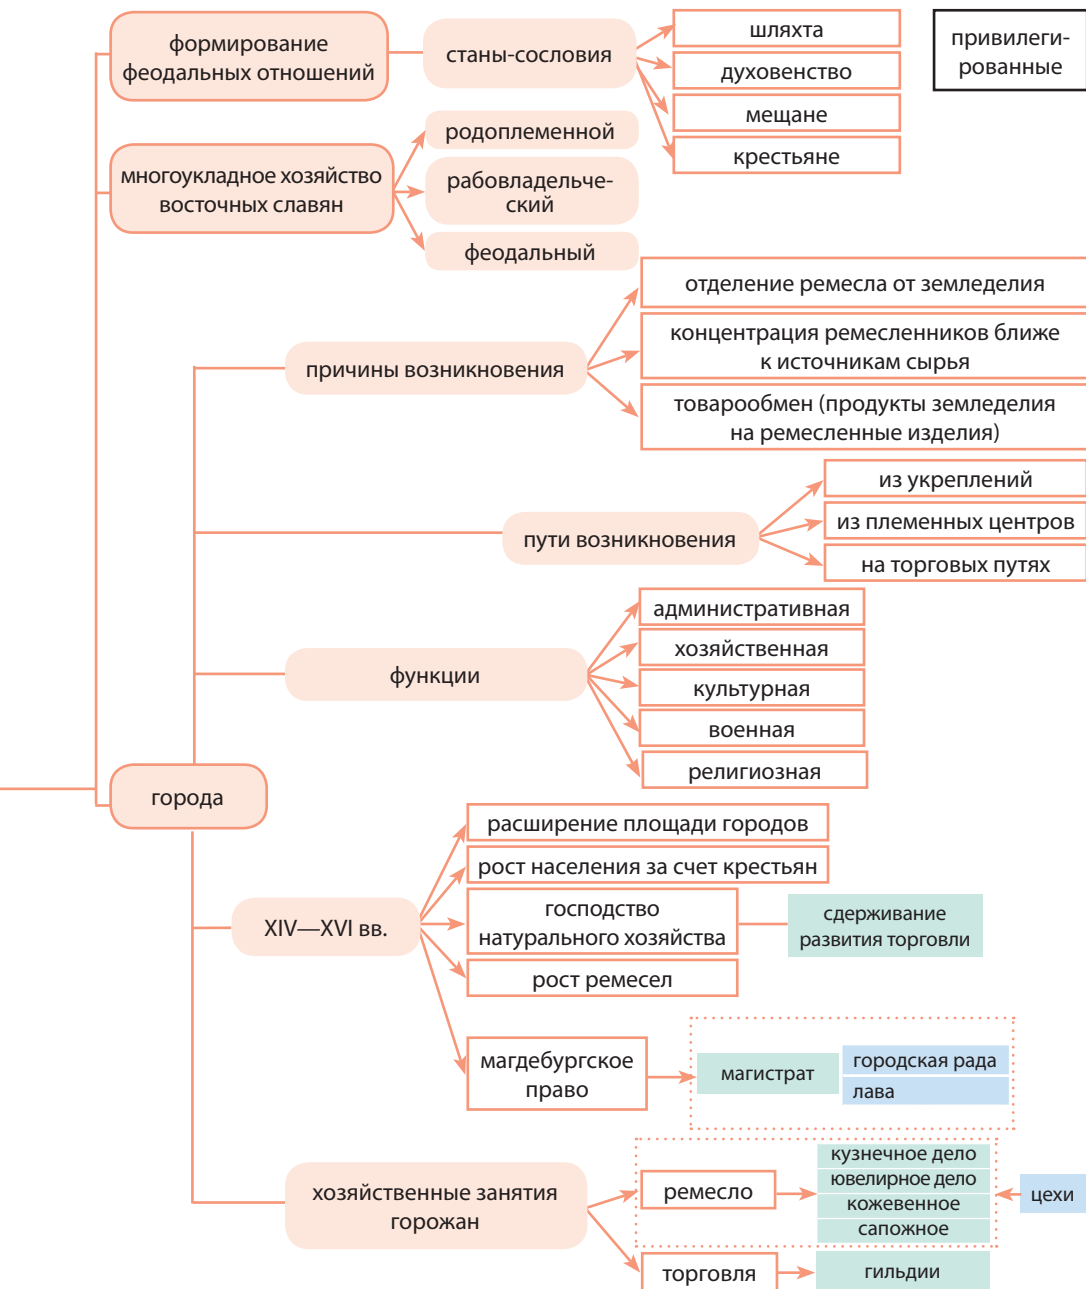 формирование
феодальных отношений
станы-сословия
шляхта
духовенство
мещане
крестьяне
привилеги-
рованные
многоукладное хозяйство
восточных славян
родоплеменной
рабовладельче-
ский
феодальный
причины возникновения
отделение ремесла от земледелия
концентрация ремесленников ближе
к источникам сырья
товарообмен (продукты земледелия
на ремесленные изделия)
пути возникновения
из укреплений
из племенных центров
на торговых путях
функции
административная
хозяйственная
культурная
военная
религиозная
города
XIV—XVI вв.
расширение площади городов
рост населения за счет крестьян
господство
натурального хозяйства
сдерживание
развития торговли
рост ремесел
магдебургское
право
магистрат
городская рада
лава
хозяйственные занятия
горожан
ремесло
кузнечное дело
ювелирное дело
кожевенное
сапожное
цехи
торговля
гильдии